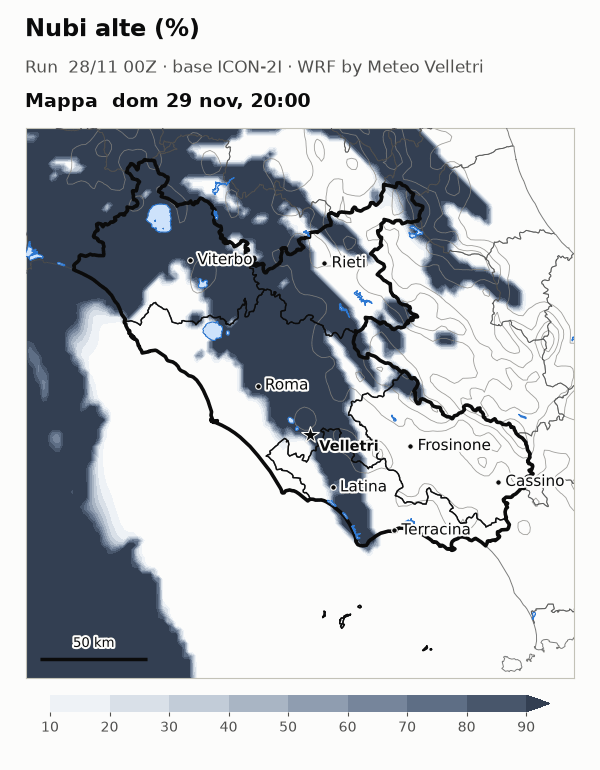 Nubi alte (%)
Run  28/11 00Z · base ICON-2I · WRF by Meteo Velletri
Mappa  dom 29 nov, 20:00
Viterbo
Rieti
Roma
Velletri
Frosinone
Cassino
Latina
Terracina
50 km
10 20 30 40 50 60 70 80 90